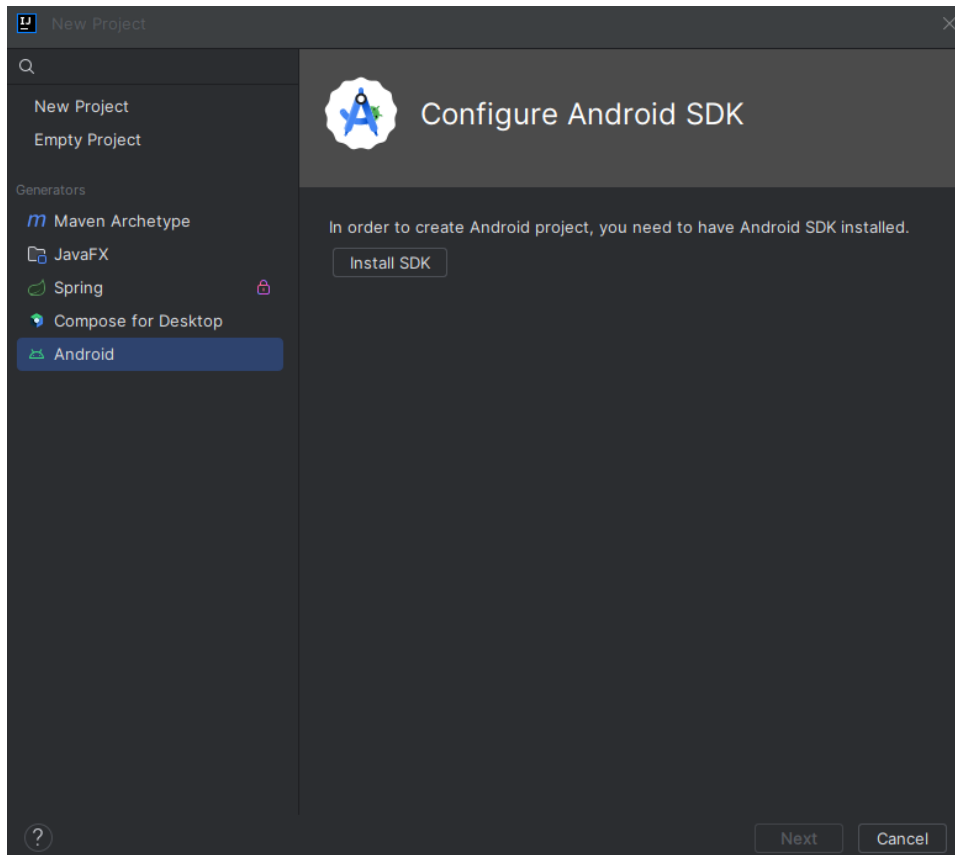 IJ
New Project
New Project
Empty Project
Generators
m Maven Archetype
JavaFX
Spring
Compose for Desktop
Android
Configure Android SDK
In order to create Android project, you need to have Android SDK installed.
Install SDK
?
Next
Cancel